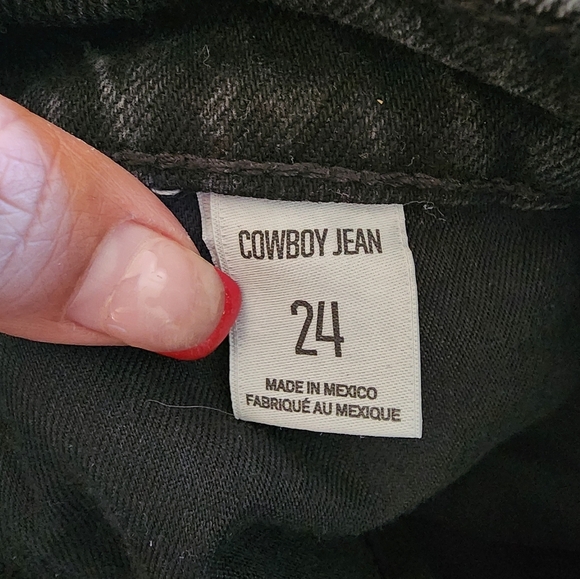 COWBOY JEAN
24
MADE IN MEXICO
FABRIQUÉ AU MEXIQUE